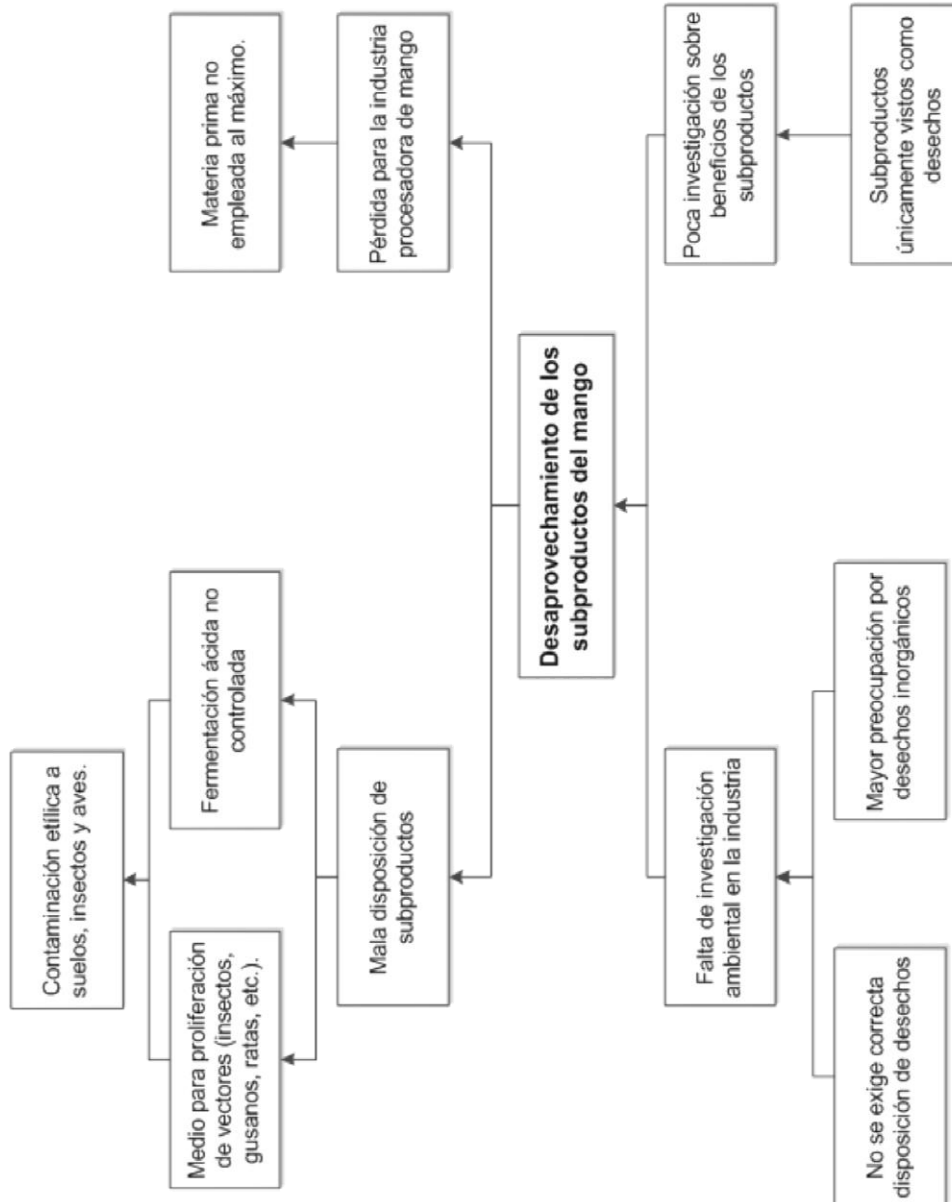 Contaminación etílica a
suelos, insectos y aves.
Medio para proliferación
de vectores (insectos,
gusanos, ratas, etc.).
Fermentación ácida no
controlada
Materia prima no
empleada al máximo.
Mala disposición de
subproductos
Pérdida para la industria
procesadora de mango
Desaprovechamiento de los
subproductos del mango
Falta de investigación
ambiental en la industria
Poca investigación sobre
beneficios de los
subproductos
No se exige correcta
disposición de desechos
Mayor preocupación por
desechos inorgánicos
Subproductos
únicamente vistos como
desechos